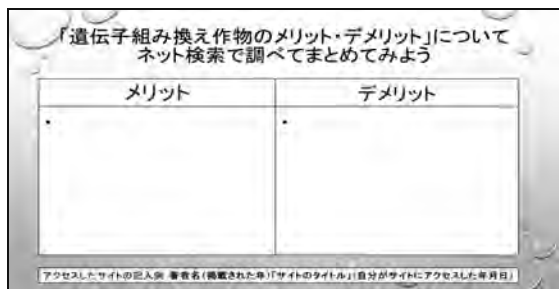 「遺伝子組み換え作物のメリット・デメリット」について
ネット検索で調べてまとめてみよう
メリット
デメリット
・
・
アクセスしたサイトの記入例 著者名(掲載された年)「サイトのタイトル」(自分がサイトにアクセスした年月日)